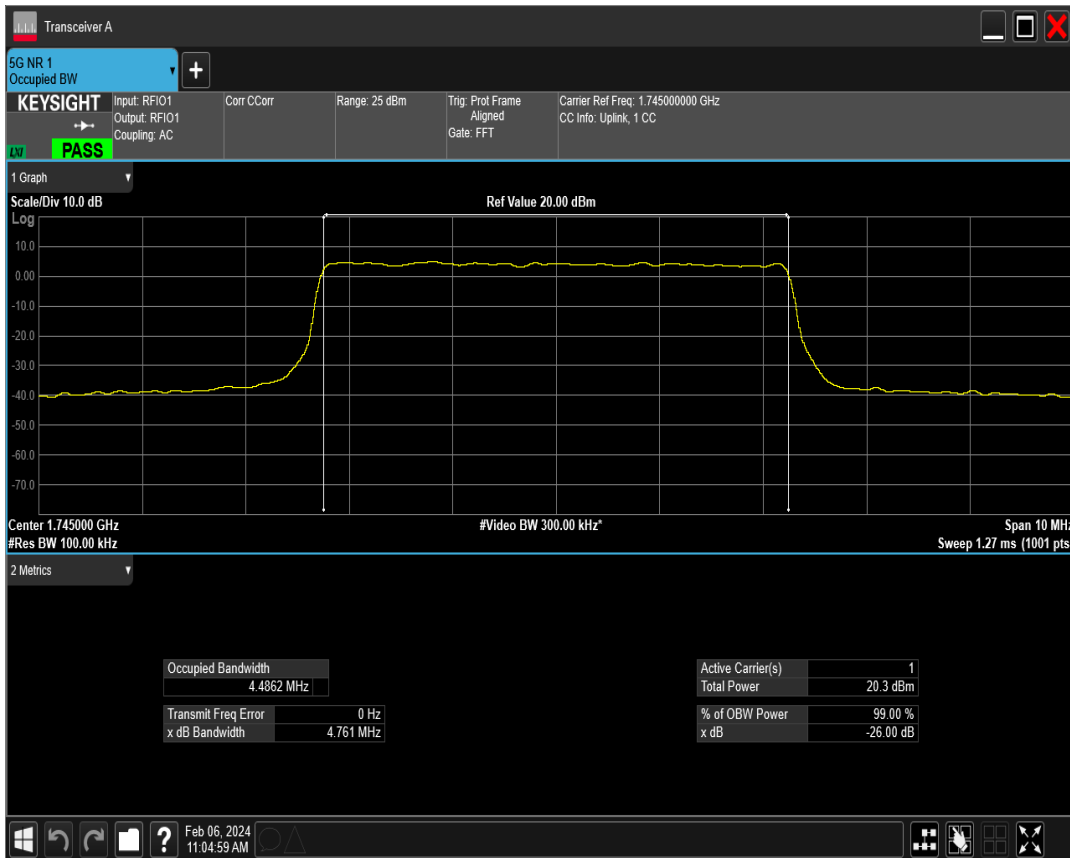 Transceiver A
5G NR 1
Occupied BW
+
KEYSIGHT
LXI
PASS
Input: RFIO1
Output: RFIO1
Coupling: AC
Corr CCorr
Range: 25 dBm
Trig: Prot Frame
Aligned
Gate: FFT
Carrier Ref Freq: 1.745000000 GHz
CC Info: Uplink, 1 CC
1 Graph
Scale/Div 10.0 dB
Ref Value 20.00 dBm
Log
10.0
0.00
-10.0
-20.0
-30.0
-40.0
-50.0
-60.0
-70.0
Center 1.745000 GHz
#Video BW 300.00 kHz*
Span 10 MHz
#Res BW 100.00 kHz
Sweep 1.27 ms (1001 pts
2 Metrics
Occupied Bandwidth
4.4862 MHz
Transmit Freq Error 0 Hz
x dB Bandwidth 4.761 MHz
Active Carrier(s) 1
Total Power 20.3 dBm
% of OBW Power 99.00 %
x dB -26.00 dB
?
Feb 06, 2024
11:04:59 AM